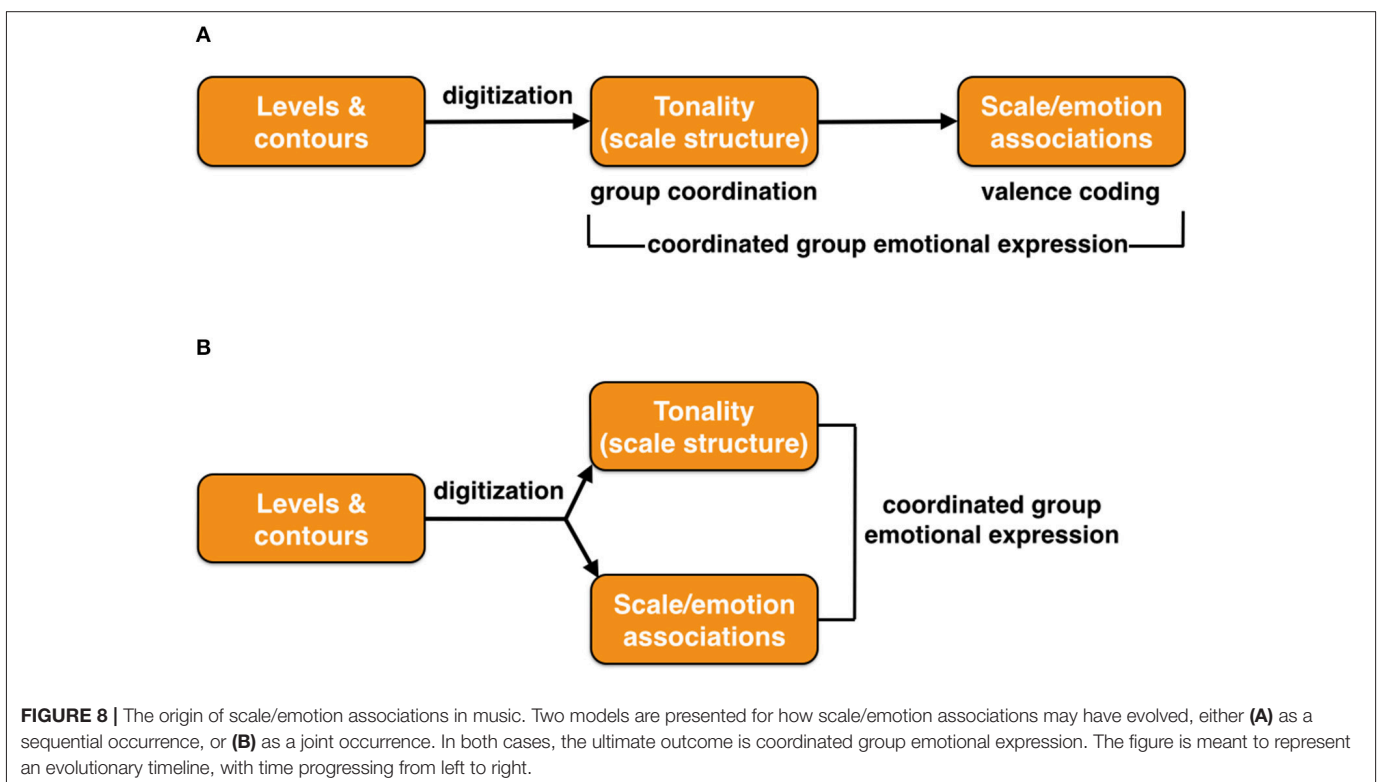 A
Levels &
contours
digitization
Tonality
(scale structure)
Scale/emotion
associations
group coordination
valence coding
coordinated group emotional expression
B
Levels &
contours
digitization
Tonality
(scale structure)
Scale/emotion
associations
coordinated group
emotional expression
FIGURE 8 | The origin of scale/emotion associations in music. Two models are presented for how scale/emotion associations may have evolved, either (A) as a
sequential occurrence, or (B) as a joint occurrence. In both cases, the ultimate outcome is coordinated group emotional expression. The figure is meant to represent
an evolutionary timeline, with time progressing from left to right.